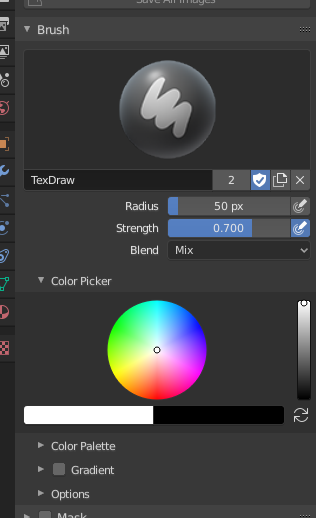 Save All Images
Brush
TexDraw 2
Radius 50 px
Strength 0.700
Blend Mix
Color Picker
Color Palette
Gradient
Options
Mask